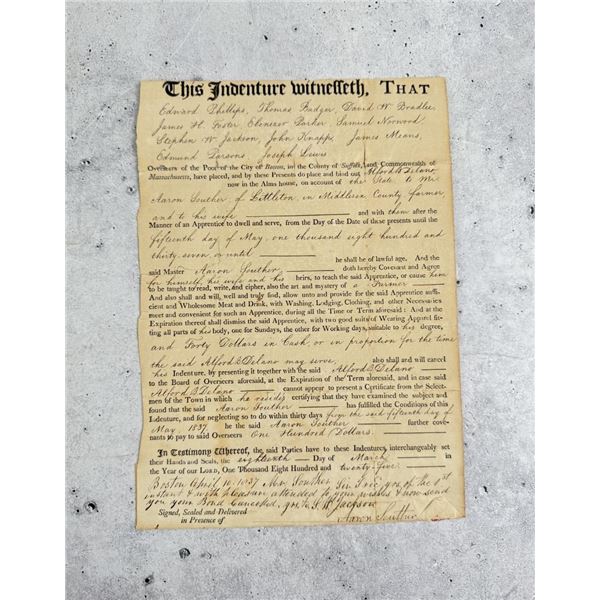 This Indenture witnesseth, THAT
Edward Phillips, Thomas Badger, David W Bradlee,
James H. Foster Ebenezer Parker, Samuel Norwood,
Stephen W Jackson, John Knapp, James Means,
Edmund Parsons, Joseph Lewis
Overseers of the Poor of the City of Boston, in the County of Suffolk, and Commonwealth of
Massachusetts, have placed, and by these Presents do place and bind out Alford B Delano
now in the Alms house, on account of the State to Mr
Aaron Souther, of Littleton, in Middlesex County farmer
and to his wife and with them after the
Manner of an Apprentice to dwell and serve, from the Day of the Date of these presents until the
fifteenth day of May, one thousand eight hundred and
thirty-seven or until
he shall be of lawful age. And the
said Master Aaron Souther doth hereby Covenant and Agree
for himself, his wife and his heirs, to teach the said Apprentice, or cause him
to be taught to read, write, and cipher, also the art and mystery of a Farmer
And also shall and will, well and truly find, allow unto and provide for the said Apprentice suffi-
cient and Wholesome Meat and Drink, with Washing, Lodging, Clothing, and other Necessaries
meet and convenient for such an Apprentice, during all the Time or Term aforesaid: And at the
Expiration thereof shall dismiss the said Apprentice, with two good suits of Wearing Apparel fit-
ting all parts of his body, one for Sundays, the other for Working days, suitable to his degree,
and Forty Dollars in Cash, or in proportion for the time
the said Alford B Delano may serve, also shall and will cancel
his Indenture, by presenting it together with the said Alford B Delano
to the Board of Overseers aforesaid, at the Expiration of the Term aforesaid, and in case said
Alford B. Delano cannot appear to present a Certificate from the Select-
men of the Town in which he resides certifying that they have examined the subject and
found that the said Aaron Souther has fulfilled the Conditions of this
Indenture, and for neglecting so to do within thirty days from the said fifteenth day of
May 1837 he the said Aaron Souther further cove-
nants to pay to said Overseers One Hundred Dollars.
In Testimony Whereof, the said Parties to these Indentures interchangeably set
their Hands and Seals, the eighteenth Day of March
in the Year of our LORD, One Thousand Eight Hundred and twenty-five
Boston April 10. 1837 Mr Souther Sir I rec' yrs of the 8st
instant & with pleasure attended to your wishes & now send
you your Bond cancelled, yrs S W Jackson
Signed, Sealed and Delivered
in Presence of
Aaron Souther